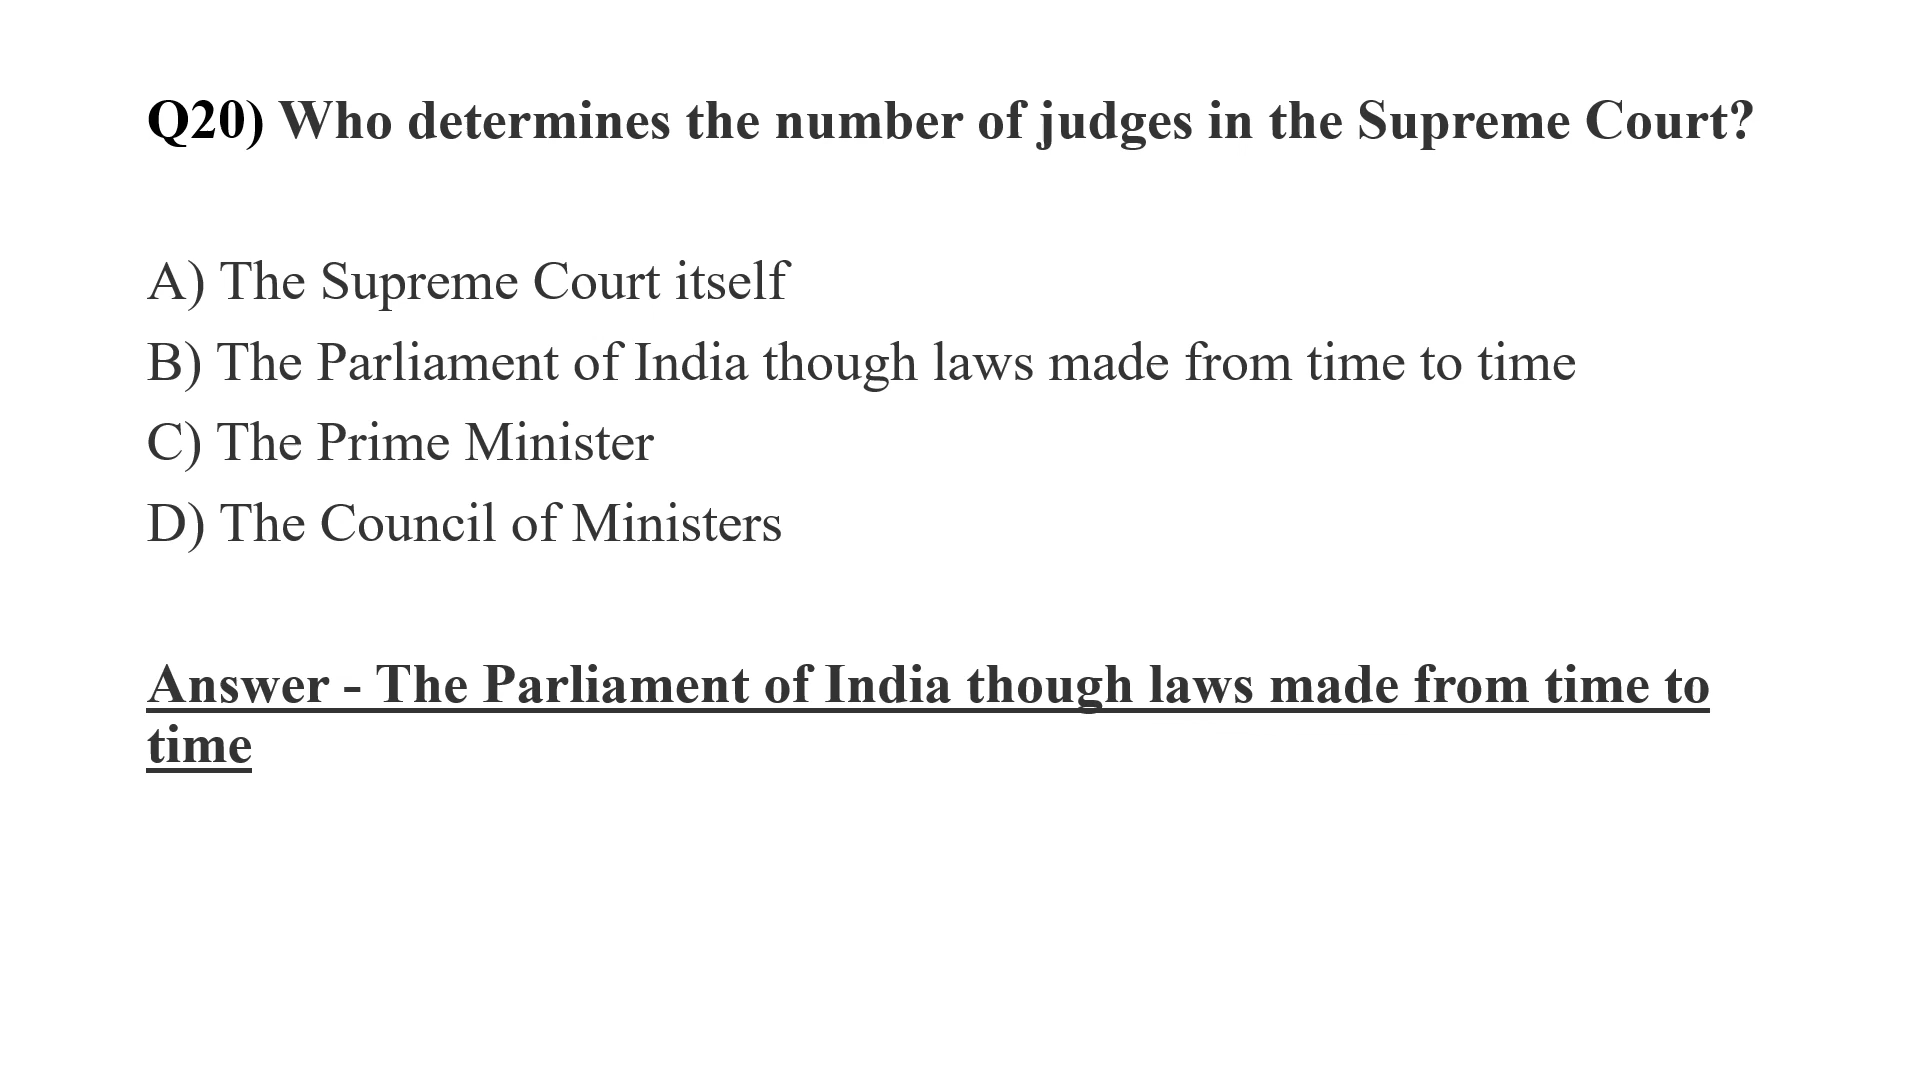 Q20) Who determines the number of judges in the Supreme Court?
A) The Supreme Court itself
B) The Parliament of India though laws made from time to time
C) The Prime Minister
D) The Council of Ministers
Answer - The Parliament of India though laws made from time to
time